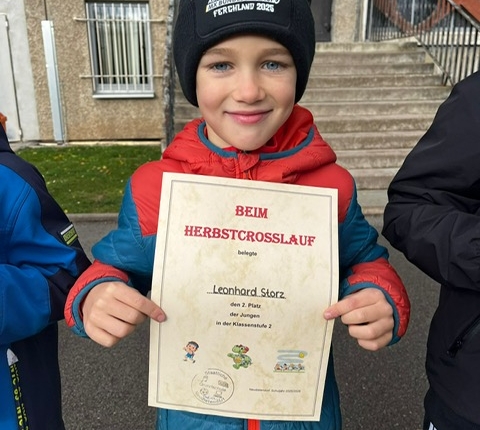 FERCHLAND 2025
BEIM
HERBSTCROSSLAUF
belegte
Leonhard Storz
den 2. Platz
der Jungen
in der Klassenstufe 2